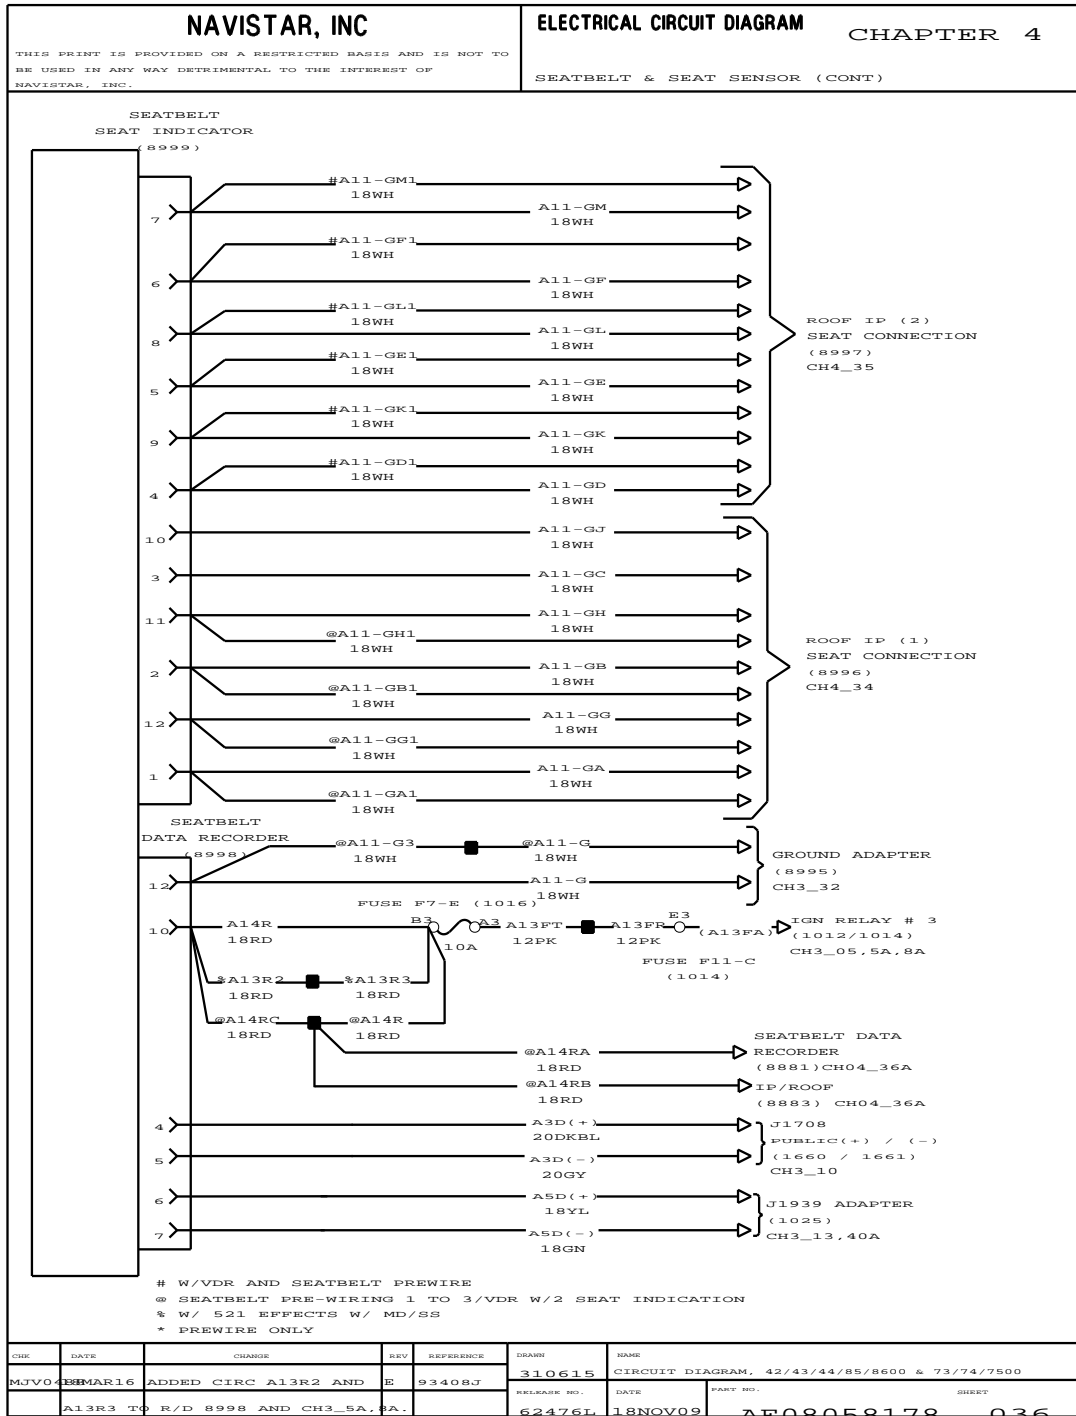 NAVISTAR, INC
THIS PRINT IS PROVIDED ON A RESTRICTED BASIS AND IS NOT TO
BE USED IN ANY WAY DETRIMENTAL TO THE INTEREST OF
NAVISTAR, INC.
ELECTRICAL CIRCUIT DIAGRAM
CHAPTER 4
SEATBELT & SEAT SENSOR (CONT)
SEATBELT
SEAT INDICATOR
(8999)
#A11-GM1
18WH
7
A11-GM
18WH
#A11-GF1
18WH
6
A11-GF
18WH
#A11-GL1
18WH
8
A11-GL
18WH
#A11-GE1
18WH
5
A11-GE
18WH
#A11-GK1
18WH
9
A11-GK
18WH
#A11-GD1
18WH
4
A11-GD
18WH
ROOF IP (2)
SEAT CONNECTION
(8997)
CH4_35
10
A11-GJ
18WH
3
A11-GC
18WH
11
A11-GH
18WH
@A11-GH1
18WH
2
A11-GB
18WH
@A11-GB1
18WH
12
A11-GG
18WH
@A11-GG1
18WH
1
A11-GA
18WH
@A11-GA1
18WH
ROOF IP (1)
SEAT CONNECTION
(8996)
CH4_34
SEATBELT
DATA RECORDER
(8998)
@A11-G3
18WH
@A11-G
18WH
12
A11-G
18WH
GROUND ADAPTER
(8995)
CH3_32
FUSE F7-E (1016)
10
A14R
18RD
B3
A3
10A
A13FT
12PK
A13FR
12PK
E3
(A13FA)
IGN RELAY # 3
(1012/1014)
CH3_05,5A,8A
FUSE F11-C
(1014)
%A13R2
18RD
%A13R3
18RD
@A14RC
18RD
@A14R
18RD
@A14RA
18RD
SEATBELT DATA
RECORDER
(8881)CH04_36A
@A14RB
18RD
IP/ROOF
(8883) CH04_36A
4
A3D(+)
20DKBL
5
A3D(-)
20GY
J1708
PUBLIC(+) / (-)
(1660 / 1661)
CH3_10
6
A5D(+)
18YL
7
A5D(-)
18GN
J1939 ADAPTER
(1025)
CH3_13,40A
# W/VDR AND SEATBELT PREWIRE
@ SEATBELT PRE-WIRING 1 TO 3/VDR W/2 SEAT INDICATION
% W/ 521 EFFECTS W/ MD/SS
* PREWIRE ONLY
CHK DATE CHANGE REV REFERENCE
ADDED CIRC A13R2 AND E 93408J
A13R3 TO R/D 8998 AND CH3_5A,8A.
DRAWN
310615
NAME
CIRCUIT DIAGRAM, 42/43/44/85/8600 & 73/74/7500
RELEASE NO.
62476L
DATE
18NOV09
PART NO.
AF08058178
SHEET
036